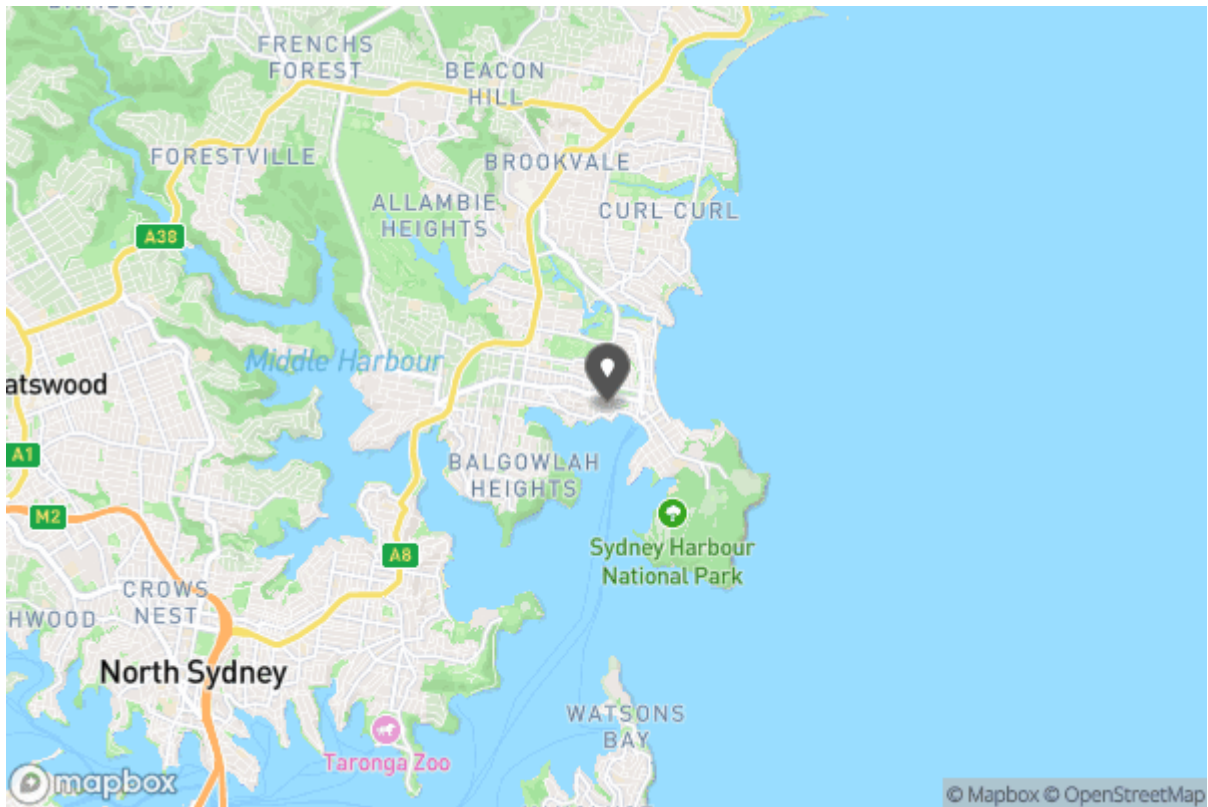 FRENCHS
FOREST
BEACON
HILL
FORESTVILLE
BROOKVALE
ALLAMBIE
HEIGHTS
CURL CURL
A38
Middle Harbour
atswood
A1
BALGOWLAH
HEIGHTS
M2
Sydney Harbour
National Park
A8
CROWS
NEST
HWOOD
North Sydney
WATSONS
BAY
Taronga Zoo
mapbox
© Mapbox © OpenStreetMap